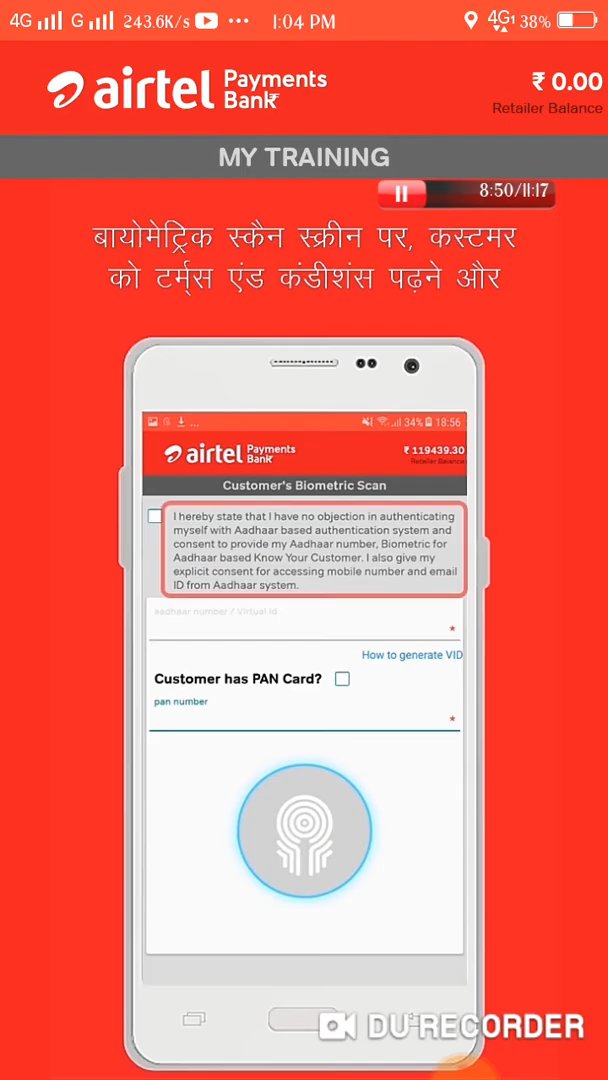 4G G 243.6K/s ... 1:04 PM 4G1 38%
airtel Payments Bank
₹ 0.00
Retailer Balance
MY TRAINING
8:50/11:17
बायोमेट्रिक स्कैन स्क्रीन पर, कस्टमर
को टर्म्स एंड कंडीशंस पढ़ने और
... 34% 18:56
airtel Payments Bank
₹ 119439.30
Retailer Balance
Customer's Biometric Scan
I hereby state that I have no objection in authenticating
myself with Aadhaar based authentication system and
consent to provide my Aadhaar number, Biometric for
Aadhaar based Know Your Customer. I also give my
explicit consent for accessing mobile number and email
ID from Aadhaar system.
aadhaar number / Virtual Id
*
How to generate VID
Customer has PAN Card?
pan number
*
DU RECORDER